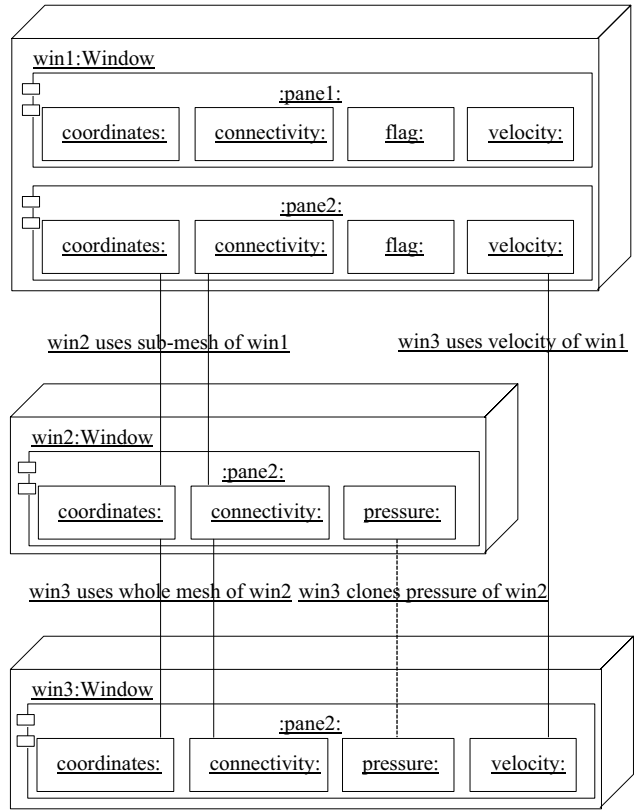 win1:Window
:pane1:
coordinates: connectivity: flag: velocity:
:pane2:
coordinates: connectivity: flag: velocity:
win2 uses sub-mesh of win1 win3 uses velocity of win1
win2:Window
:pane2:
coordinates: connectivity: pressure:
win3 uses whole mesh of win2 win3 clones pressure of win2
win3:Window
:pane2:
coordinates: connectivity: pressure: velocity: